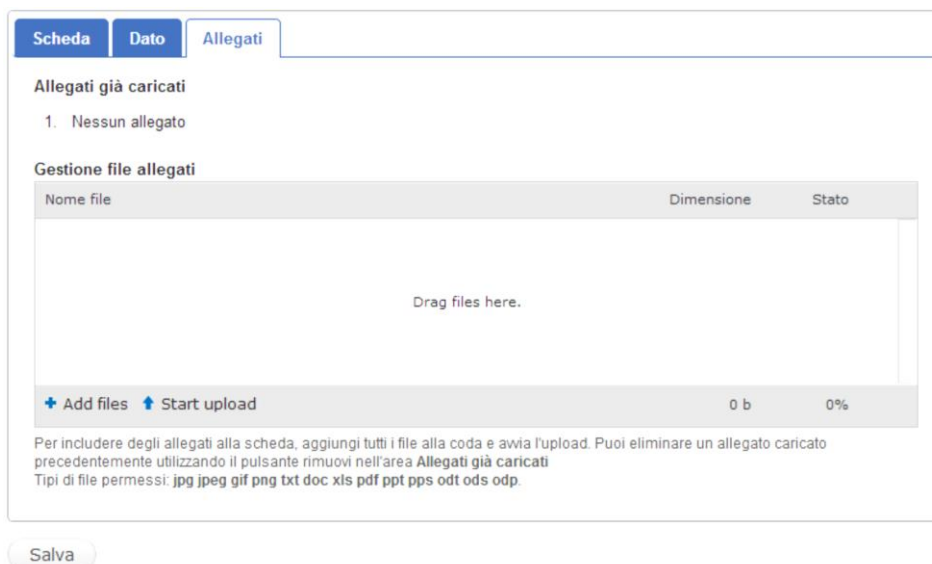 Scheda Dato Allegati
Allegati già caricati
1. Nessun allegato
Gestione file allegati
Nome file Dimensione Stato
Drag files here.
Add files Start upload 0 b 0%
Per includere degli allegati alla scheda, aggiungi tutti i file alla coda e avvia l'upload. Puoi eliminare un allegato caricato
precedentemente utilizzando il pulsante rimuovi nell'area Allegati già caricati
Tipi di file permessi: jpg jpeg gif png txt doc xls pdf ppt pps odt ods odp.
Salva